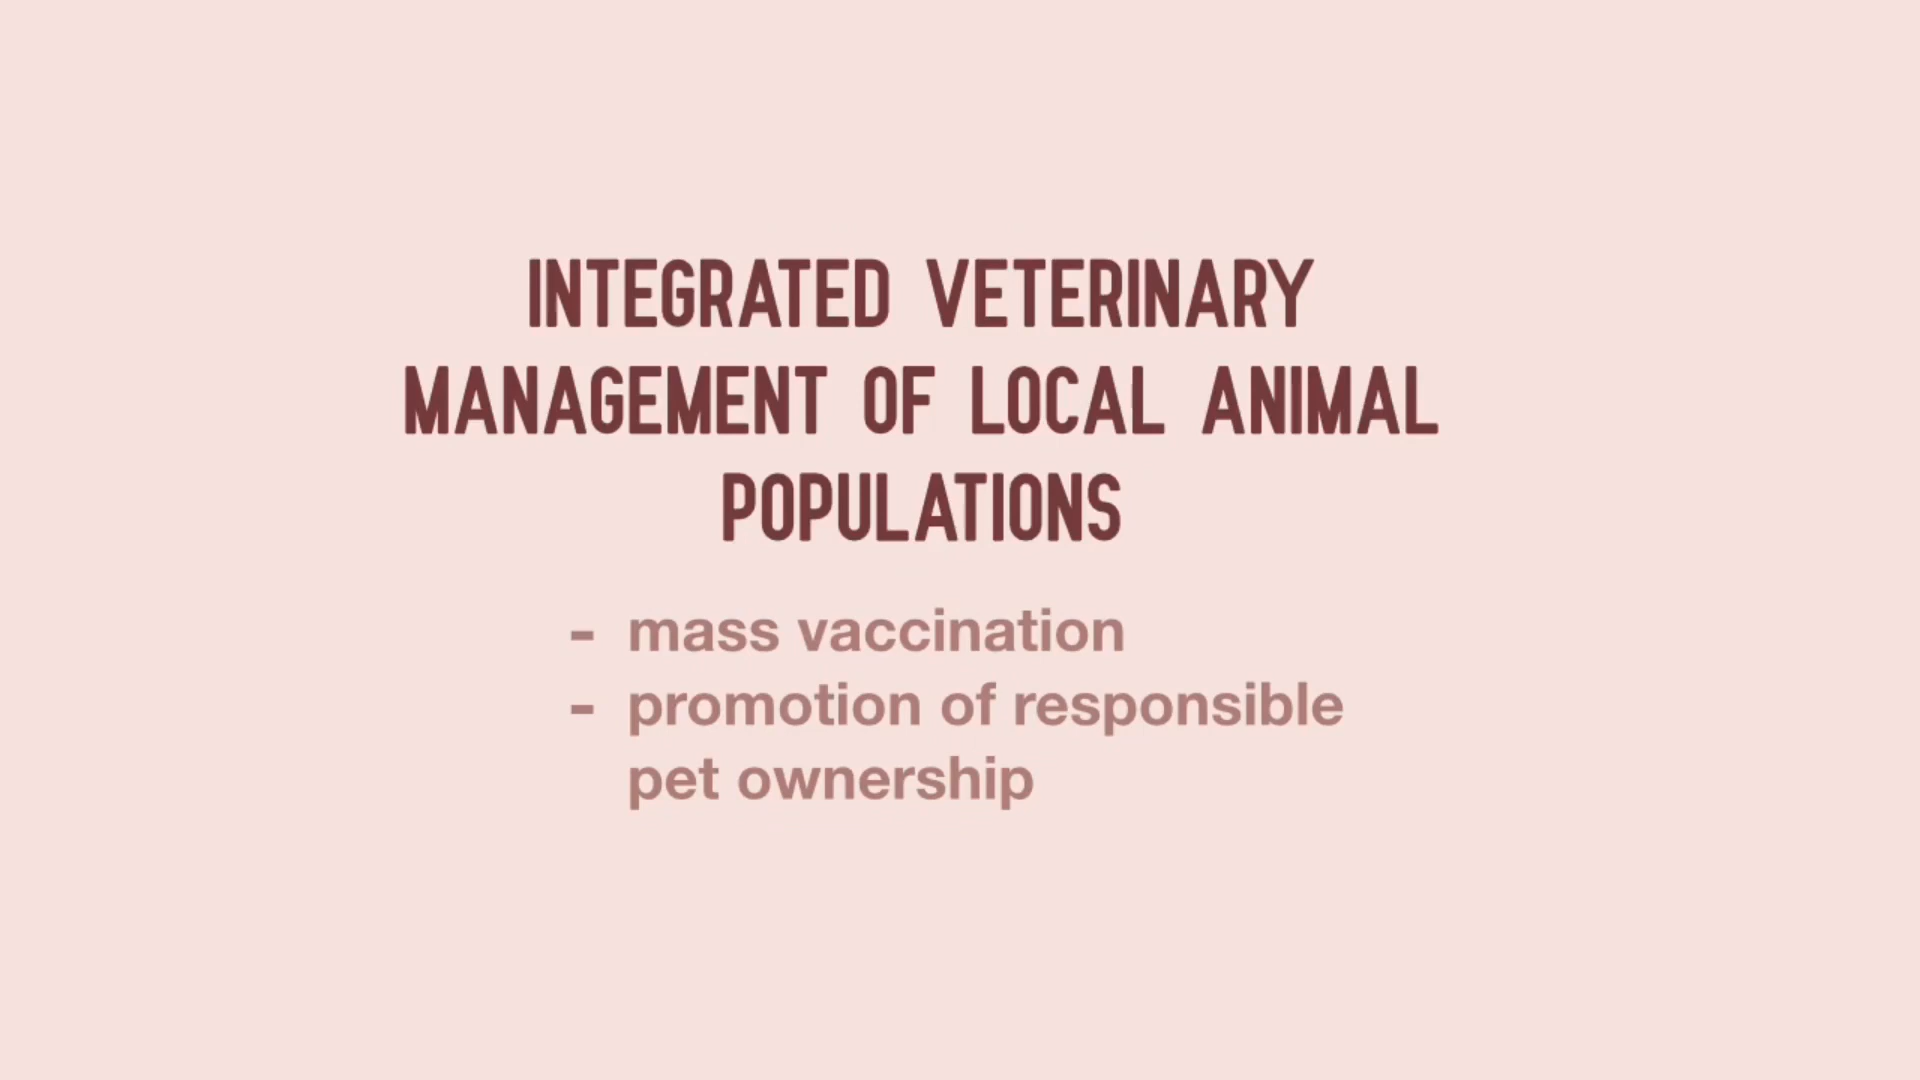 INTEGRATED VETERINARY
MANAGEMENT OF LOCAL ANIMAL
POPULATIONS
- mass vaccination
- promotion of responsible
pet ownership